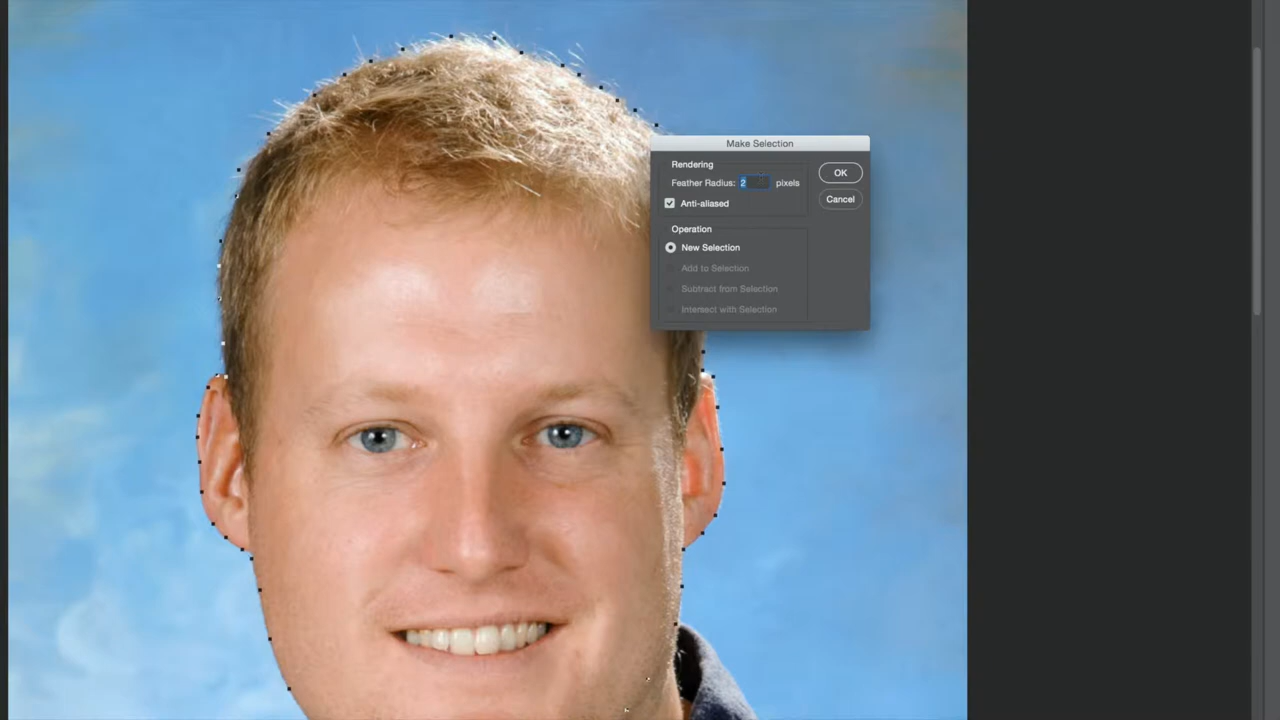 Make Selection
Rendering
Feather Radius: 2 pixels
Anti-aliased
OK
Cancel
Operation
New Selection
Add to Selection
Subtract from Selection
Intersect with Selection